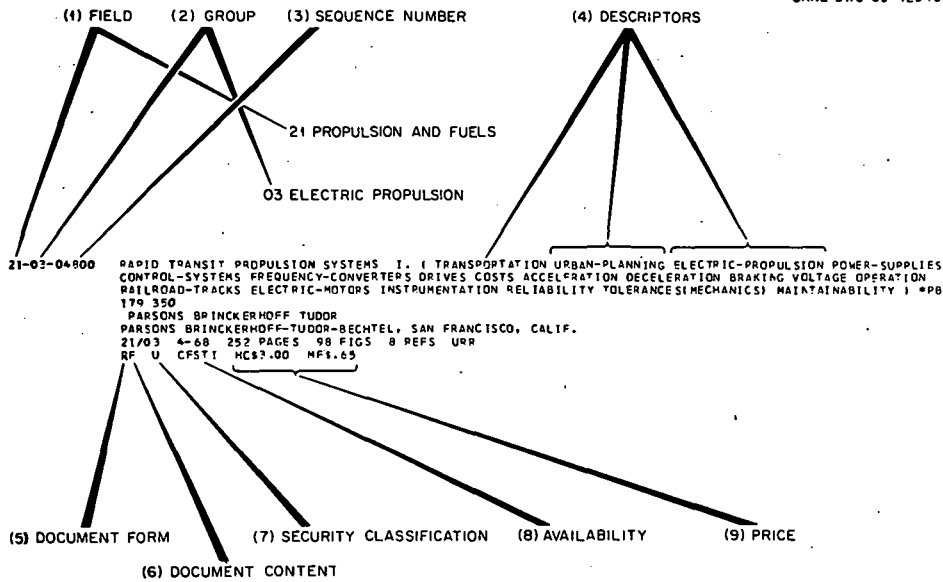 (1) FIELD (2) GROUP (3) SEQUENCE NUMBER (4) DESCRIPTORS
21 PROPULSION AND FUELS
03 ELECTRIC PROPULSION
21-03-04800 RAPID TRANSIT PROPULSION SYSTEMS I. ( TRANSPORTATION URBAN-PLANNING ELECTRIC-PROPULSION POWER-SUPPLIES
CONTROL-SYSTEMS FREQUENCY-CONVERTERS DRIVES COSTS ACCELERATION DECELERATION BRAKING VOLTAGE OPERATION
RAILROAD-TRACKS ELECTRIC-MOTORS INSTRUMENTATION RELIABILITY TOLERANCES(MECHANICS) MAINTAINABILITY ) *PB
179 350
PARSONS BRINCKERHOFF TUDOR
PARSONS BRINCKERHOFF-TUDOR-BECHTEL, SAN FRANCISCO, CALIF.
21/03 4-68 252 PAGES 98 FIGS 8 REFS URR
RF U CFSTI HC$3.00 MF$.65
(5) DOCUMENT FORM (7) SECURITY CLASSIFICATION (8) AVAILABILITY (9) PRICE
(6) DOCUMENT CONTENT